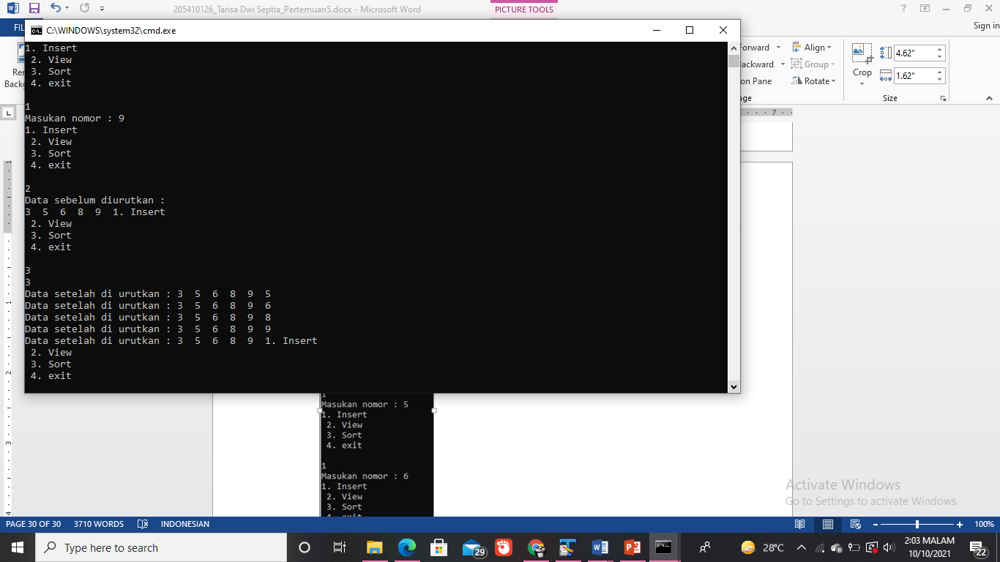 205410126_Tarisa Dwi Septia_Pertemuan5.docx - Microsoft Word
PICTURE TOOLS
Sign in
C:\WINDOWS\system32\cmd.exe
1. Insert
2. View
3. Sort
4. exit
1
Masukan nomor : 9
1. Insert
2. View
3. Sort
4. exit
2
Data sebelum diurutkan :
3 5 6 8 9 1. Insert
2. View
3. Sort
4. exit
3
3
Data setelah di urutkan : 3 5 6 8 9 5
Data setelah di urutkan : 3 5 6 8 9 6
Data setelah di urutkan : 3 5 6 8 9 8
Data setelah di urutkan : 3 5 6 8 9 9
Data setelah di urutkan : 3 5 6 8 9 1. Insert
2. View
3. Sort
4. exit
Align
Group
Rotate
Crop
4.62"
1.62"
Size
7
1
1
2
3
4
1
Masukan nomor : 5
1. Insert
2. View
3. Sort
4. exit
1
Masukan nomor : 6
1. Insert
2. View
3. Sort
Activate Windows
Go to Settings to activate Windows.
PAGE 30 OF 30 3710 WORDS INDONESIAN 100%
Type here to search
29
28°C
2:03 MALAM
10/10/2021
22